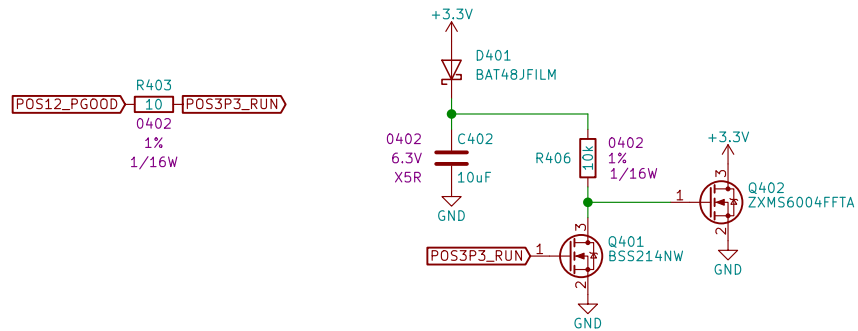 +3.3V
D401
BAT48JFILM
R403
POS12_PGOOD
10
POS3P3_RUN
0402
1%
1/16W
0402
6.3V
X5R
C402
10uF
GND
R406
10k
0402
1%
1/16W
+3.3V
3
1
Q402
ZXMS6004FFTA
2
GND
3
Q401
BSS214NW
POS3P3_RUN
1
2
GND